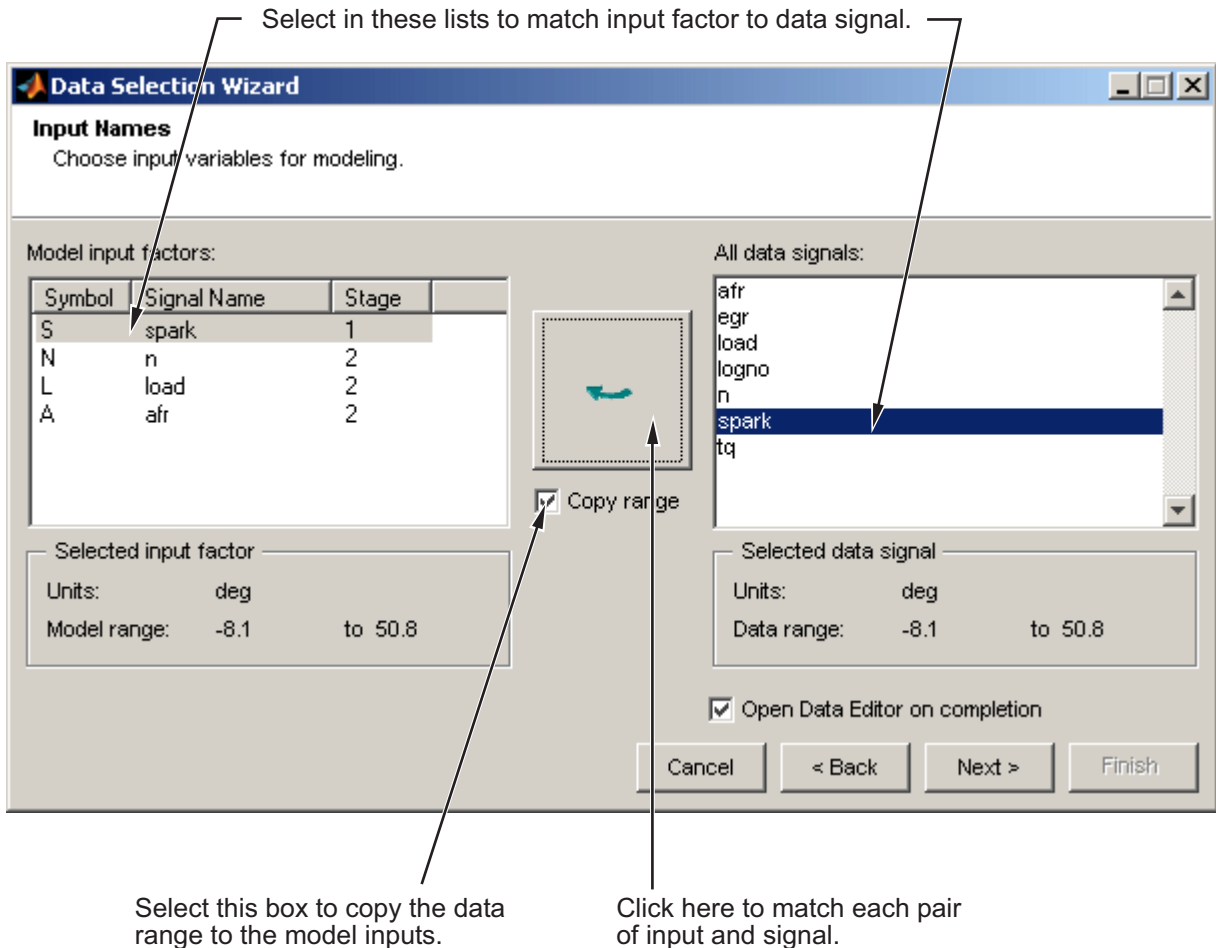 Select in these lists to match input factor to data signal.
Data Selection Wizard
Input Names
Choose input variables for modeling.
Model input factors:
Symbol Signal Name Stage
S spark 1
N n 2
L load 2
A afr 2
Copy range
All data signals:
afr
egr
load
logno
n
spark
tq
Selected input factor
Units: deg
Model range: -8.1 to 50.8
Selected data signal
Units: deg
Data range: -8.1 to 50.8
Open Data Editor on completion
Cancel < Back Next > Finish
Select this box to copy the data
range to the model inputs.
Click here to match each pair
of input and signal.